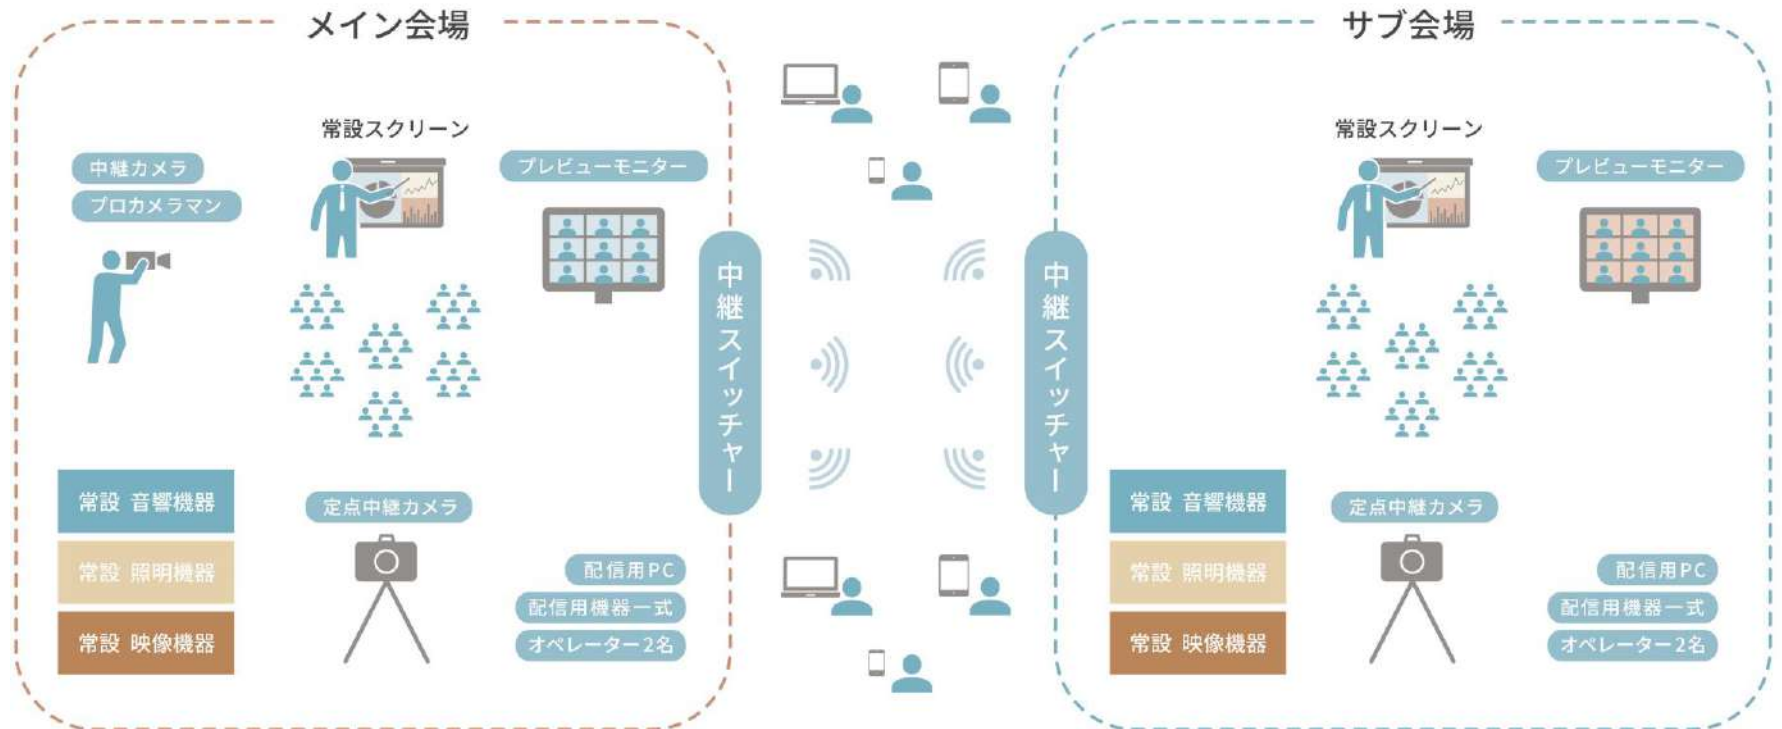 メイン会場
常設スクリーン
中継カメラ
プロカメラマン
プレビューモニター
中継スイッチャー
常設 音響機器
常設 照明機器
常設 映像機器
定点中継カメラ
配信用PC
配信用機器一式
オペレーター2名
サブ会場
常設スクリーン
プレビューモニター
中継スイッチャー
常設 音響機器
常設 照明機器
常設 映像機器
定点中継カメラ
配信用PC
配信用機器一式
オペレーター2名